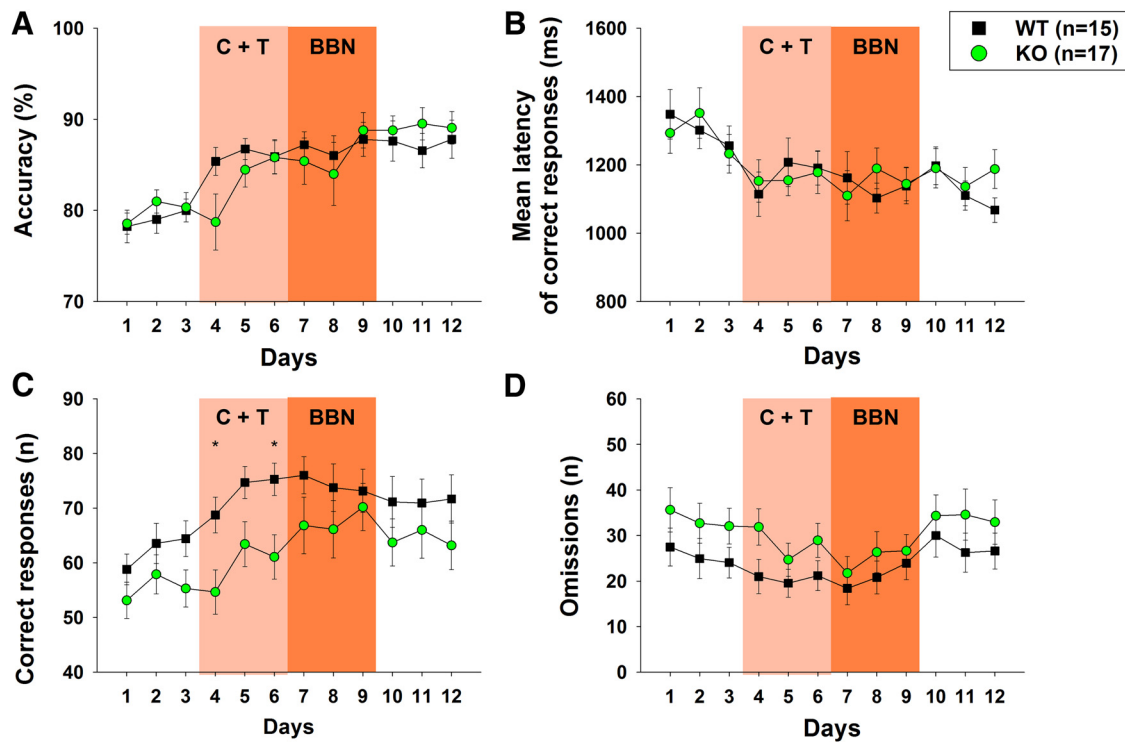 A
Accuracy (%)
100
90
80
70
C + T
BBN
1 2 3 4 5 6 7 8 9 10 11 12
Days
B
Mean latency
of correct responses (ms)
1600
1400
1200
1000
800
C + T
BBN
1 2 3 4 5 6 7 8 9 10 11 12
Days
WT (n=15)
KO (n=17)
C
Correct responses (n)
90
80
70
60
50
40
C + T
BBN
* *
1 2 3 4 5 6 7 8 9 10 11 12
Days
D
Omissions (n)
60
50
40
30
20
10
0
C + T
BBN
1 2 3 4 5 6 7 8 9 10 11 12
Days